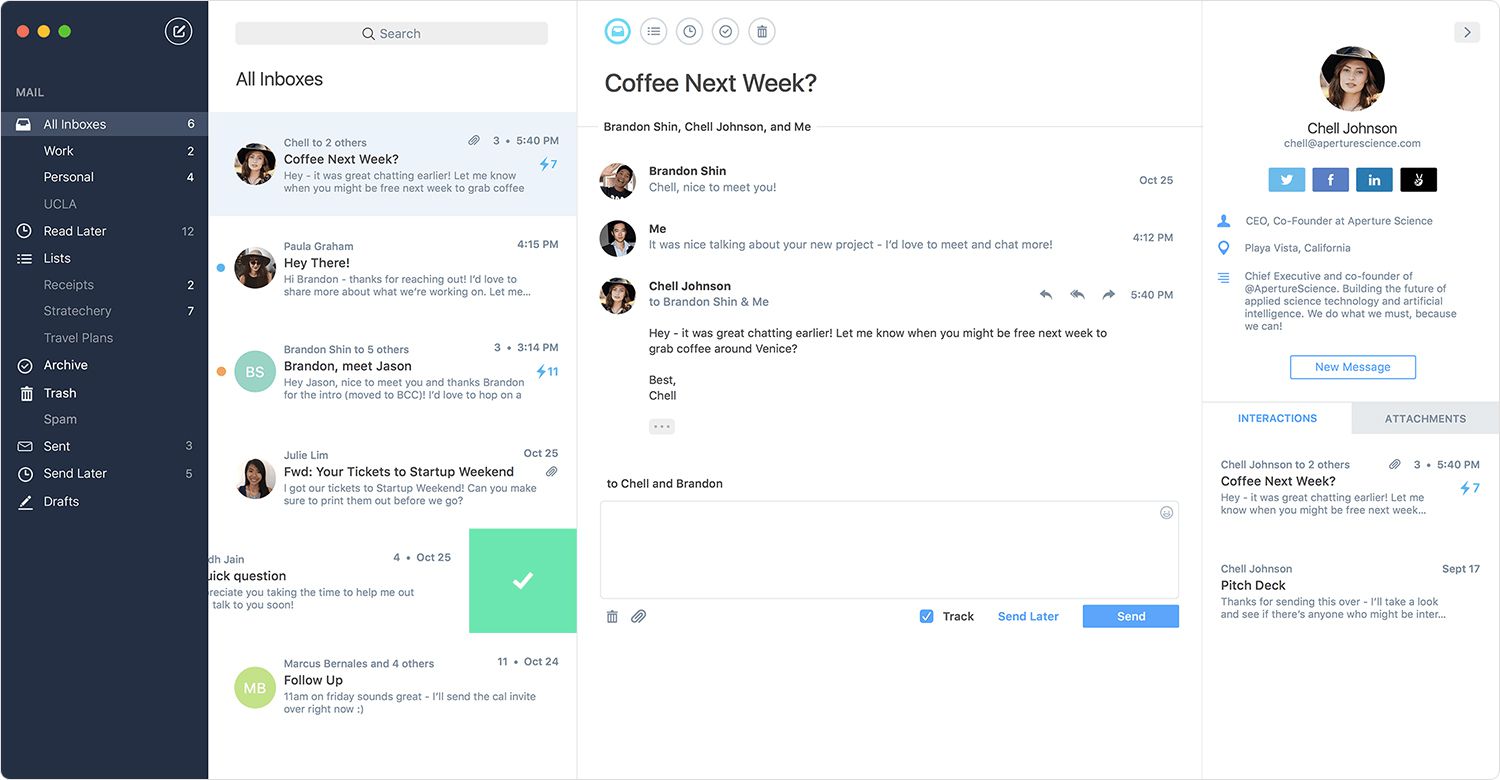 MAIL
All Inboxes 6
Work 2
Personal 4
UCLA
Read Later 12
Lists
Receipts 2
Stratechery 7
Travel Plans
Archive
Trash
Spam
Sent 3
Send Later 5
Drafts
Search
All Inboxes
Chell to 2 others 3 • 5:40 PM
Coffee Next Week? 7
Hey - it was great chatting earlier! Let me know
when you might be free next week to grab coffee
Paula Graham 4:15 PM
Hey There!
Hi Brandon - thanks for reaching out! I’d love to
share more about what we’re working on. Let me...
BS
Brandon Shin to 5 others 3 • 3:14 PM
Brandon, meet Jason 11
Hey Jason, nice to meet you and thanks Brandon
for the intro (moved to BCC)! I’d love to hop on a
Julie Lim Oct 25
Fwd: Your Tickets to Startup Weekend
I got our tickets to Startup Weekend! Can you make
sure to print them out before we go?
dh Jain 4 • Oct 25
uick question
reciate you taking the time to help me out
talk to you soon!
MB
Marcus Bernales and 4 others 11 • Oct 24
Follow Up
11am on friday sounds great - I’ll send the cal invite
over right now :)
Coffee Next Week?
Brandon Shin, Chell Johnson, and Me
Brandon Shin
Chell, nice to meet you! Oct 25
Me
It was nice talking about your new project - I’d love to meet and chat more! 4:12 PM
Chell Johnson
to Brandon Shin & Me 5:40 PM
Hey - it was great chatting earlier! Let me know when you might be free next week to
grab coffee around Venice?
Best,
Chell
to Chell and Brandon
Track Send Later Send
Chell Johnson
chell@aperturescience.com
f in
CEO, Co-Founder at Aperture Science
Playa Vista, California
Chief Executive and co-founder of
@ApertureScience. Building the future of
applied science technology and artificial
intelligence. We do what we must, because
we can!
New Message
INTERACTIONS ATTACHMENTS
Chell Johnson to 2 others 3 • 5:40 PM
Coffee Next Week? 7
Hey - it was great chatting earlier! Let me
know when you might be free next week...
Chell Johnson Sept 17
Pitch Deck
Thanks for sending this over - I’ll take a look
and see if there’s anyone who might be inter...